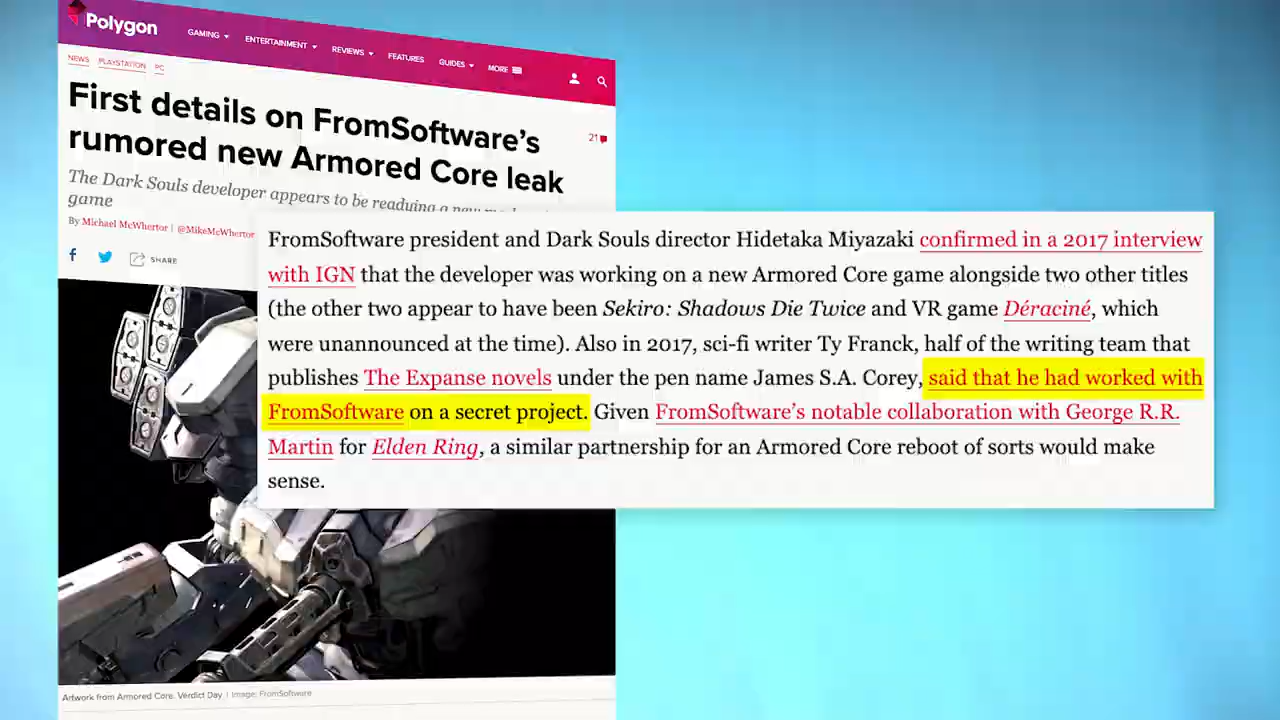 Polygon
GAMING ENTERTAINMENT REVIEWS FEATURES GUIDES MORE
NEWS PLAYSTATION PC
First details on FromSoftware's
rumored new Armored Core leak
21
The Dark Souls developer appears to be readying a new
game
By Michael McWhertor | @MikeMcWhertor
SHARE
FromSoftware president and Dark Souls director Hidetaka Miyazaki confirmed in a 2017 interview
with IGN that the developer was working on a new Armored Core game alongside two other titles
(the other two appear to have been Sekiro: Shadows Die Twice and VR game Déraciné, which
were unannounced at the time). Also in 2017, sci-fi writer Ty Franck, half of the writing team that
publishes The Expanse novels under the pen name James S.A. Corey, said that he had worked with
FromSoftware on a secret project. Given FromSoftware's notable collaboration with George R.R.
Martin for Elden Ring, a similar partnership for an Armored Core reboot of sorts would make
sense.
Artwork from Armored Core: Verdict Day | Image: FromSoftware